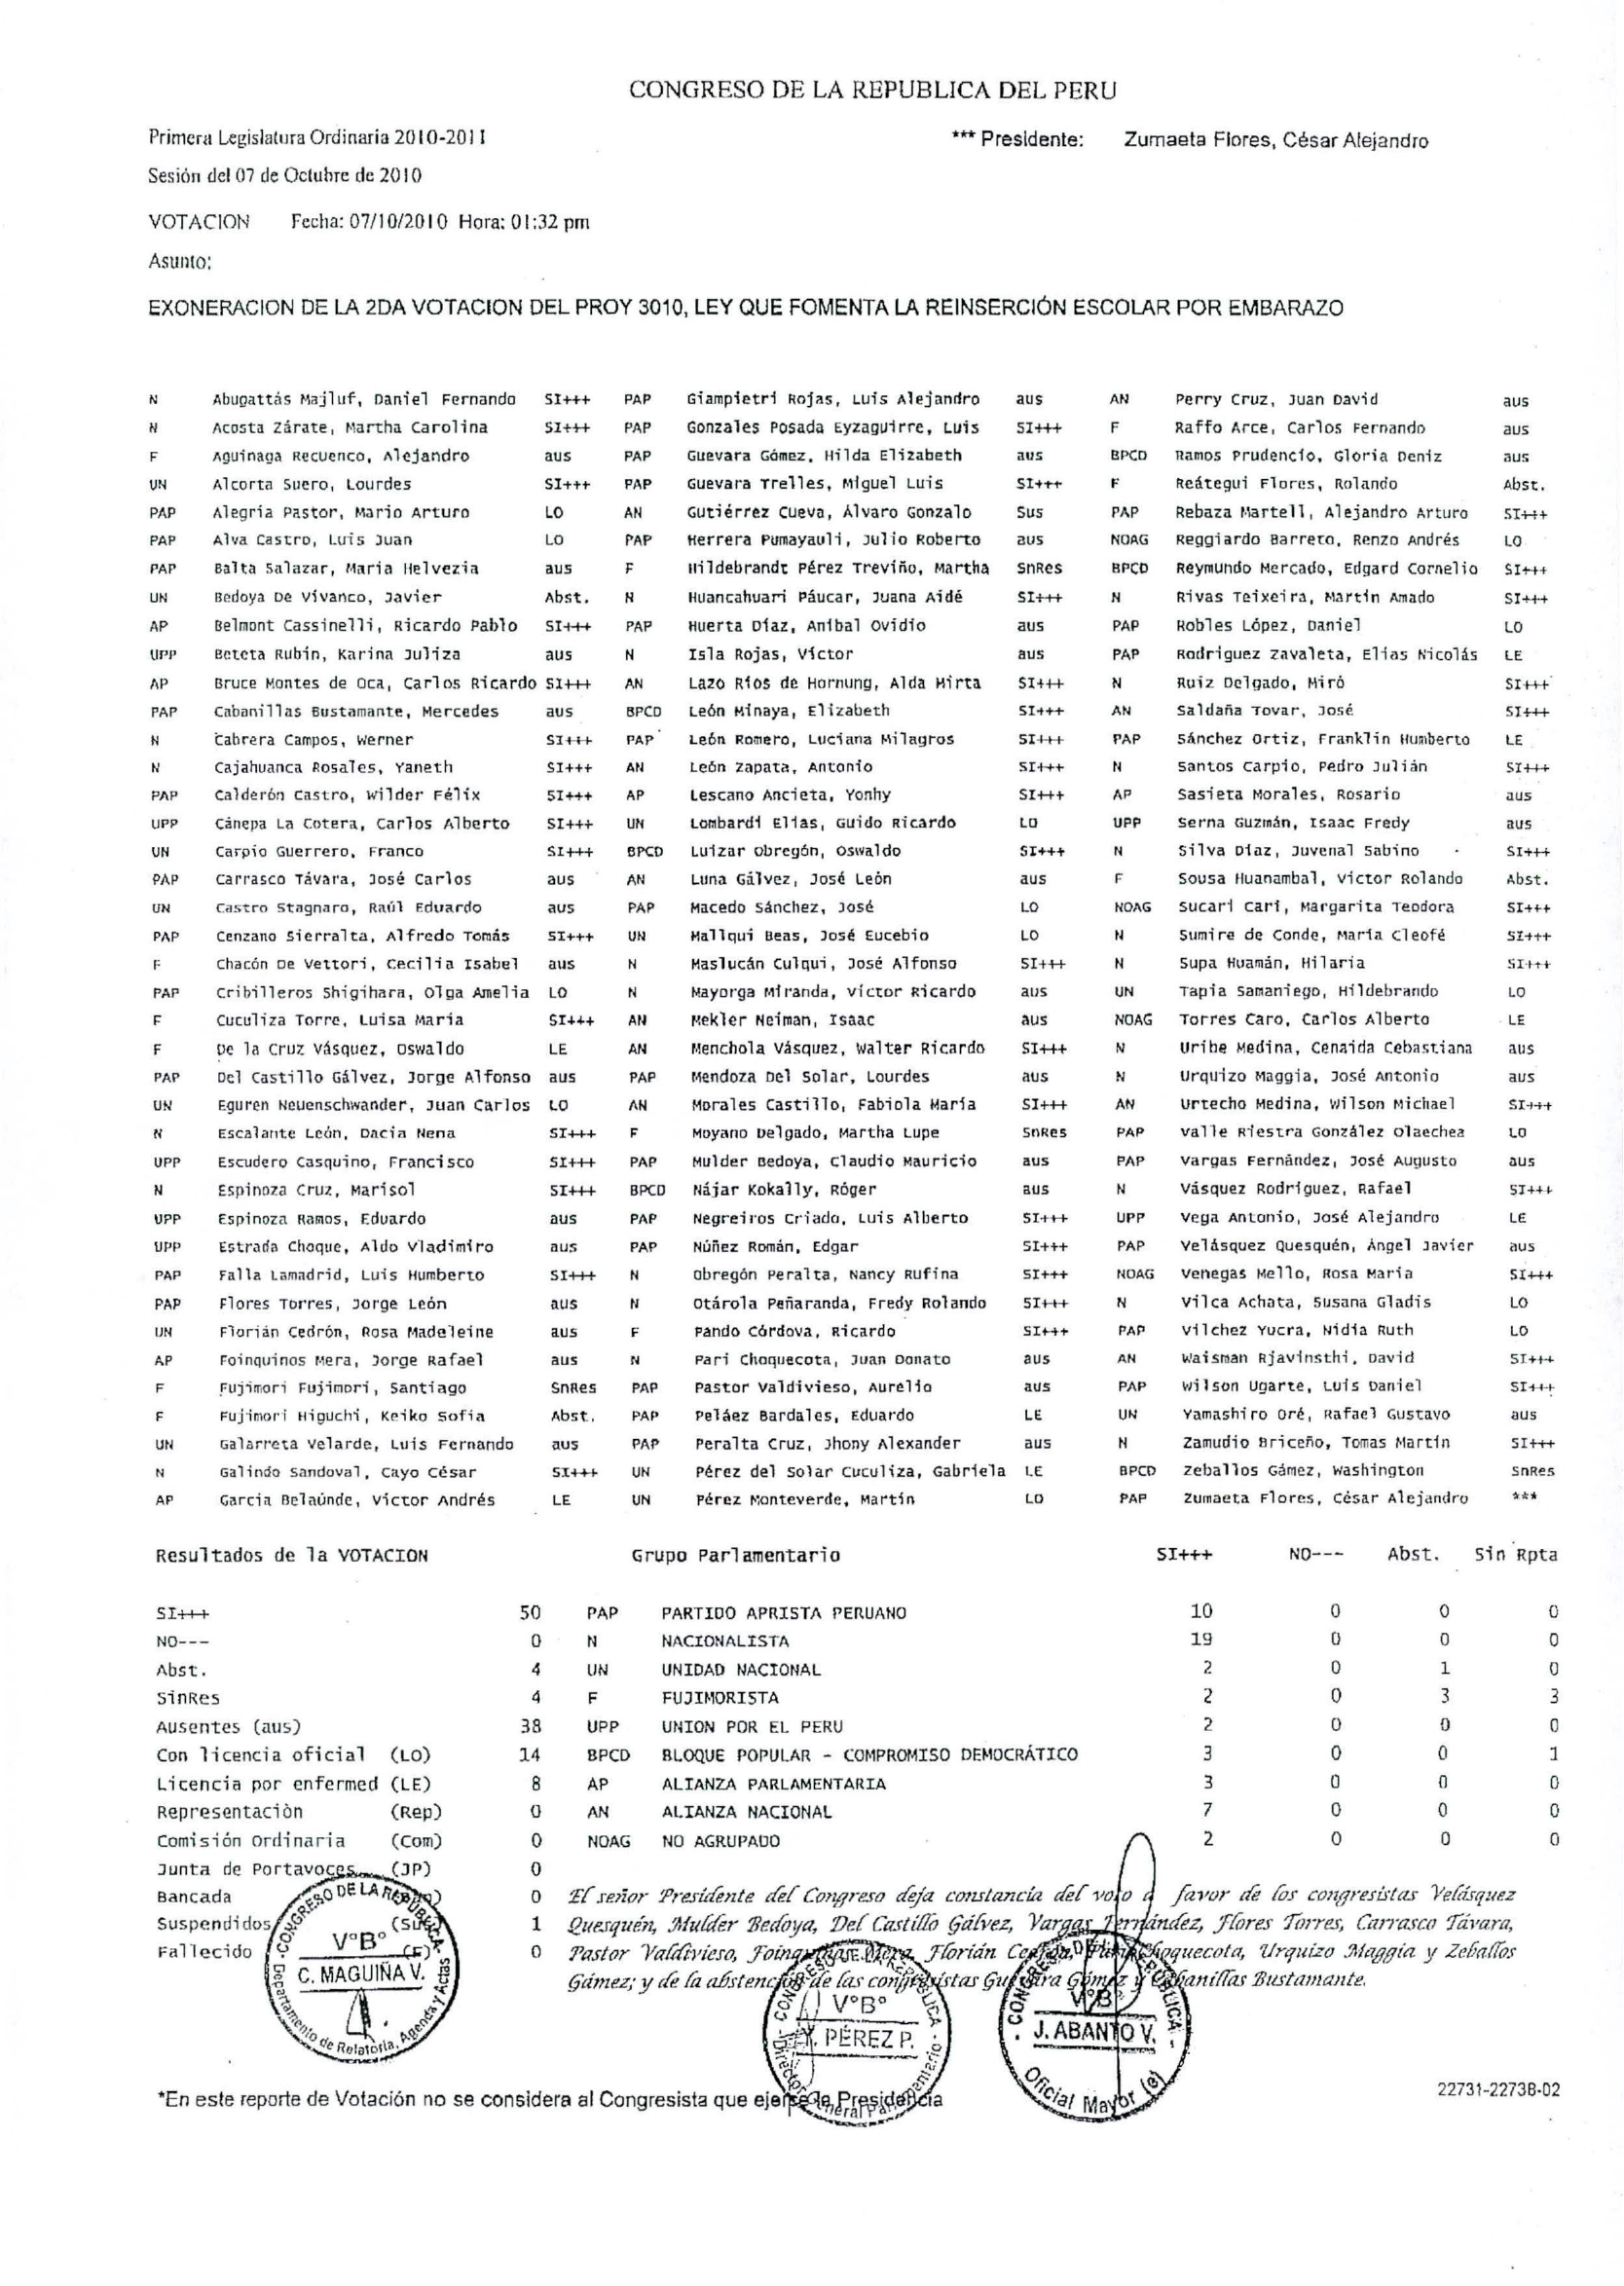 CONGRESO DE LA REPUBLICA DEL PERU
Primera Legislatura Ordinaria 2010-2011 *** Presidente: Zumaeta Flores, César Alejandro
Sesión del 07 de Octubre de 2010
VOTACION Fecha: 07/10/2010 Hora: 01:32 pm
Asunto:
EXONERACION DE LA 2DA VOTACION DEL PROY 3010, LEY QUE FOMENTA LA REINSERCIÓN ESCOLAR POR EMBARAZO
N Abugattás Majluf, Daniel Fernando SI+++ PAP Giampietri Rojas, Luis Alejandro aus AN Perry Cruz, Juan David aus
N Acosta Zárate, Martha Carolina SI+++ PAP Gonzales Posada Eyzaguirre, Luis SI+++ F Raffo Arce, Carlos Fernando aus
F Aguinaga Recuenco, Alejandro aus PAP Guevara Gómez, Hilda Elizabeth aus BPCD Ramos Prudencio, Gloria Deniz aus
UN Alcorta Suero, Lourdes SI+++ PAP Guevara Trelles, Miguel Luis SI+++ F Reátegui Flores, Rolando Abst.
PAP Alegría Pastor, Mario Arturo LO AN Gutiérrez Cueva, Álvaro Gonzalo Sus PAP Rebaza Martell, Alejandro Arturo SI+++
PAP Alva Castro, Luis Juan LO PAP Herrera Pumayauli, Julio Roberto aus NOAG Reggiardo Barreto, Renzo Andrés LO
PAP Balta Salazar, María Helvezia aus F Hildebrandt Pérez Treviño, Martha SnRes BPCD Reymundo Mercado, Edgard Cornelio SI+++
UN Bedoya De Vivanco, Javier Abst. N Huancahuari Páucar, Juana Aidé SI+++ N Rivas Teixeira, Martín Amado SI+++
AP Belmont Cassinelli, Ricardo Pablo SI+++ PAP Huerta Díaz, Aníbal Ovidio aus PAP Robles López, Daniel LO
UPP Beteta Rubín, Karina Juliza aus N Isla Rojas, Víctor aus PAP Rodríguez Zavaleta, Elías Nicolás LE
AP Bruce Montes de Oca, Carlos Ricardo SI+++ AN Lazo Ríos de Hornung, Alda Mirta SI+++ N Ruiz Delgado, Miró SI+++
PAP Cabanillas Bustamante, Mercedes aus BPCD León Minaya, Elizabeth SI+++ AN Saldaña Tovar, José SI+++
N Cabrera Campos, Werner SI+++ PAP León Romero, Luciana Milagros SI+++ PAP Sánchez Ortiz, Franklin Humberto LE
N Cajahuanca Rosales, Yaneth SI+++ AN León Zapata, Antonio SI+++ N Santos Carpio, Pedro Julián SI+++
PAP Calderón Castro, Wilder Félix SI+++ AP Lescano Ancieta, Yonhy SI+++ AP Sasieta Morales, Rosario aus
UPP Cánepa La Cotera, Carlos Alberto SI+++ UN Lombardi Elías, Guido Ricardo LO UPP Serna Guzmán, Isaac Fredy aus
UN Carpio Guerrero, Franco SI+++ BPCD Luizar Obregón, Oswaldo SI+++ N Silva Díaz, Juvenal Sabino SI+++
PAP Carrasco Távara, José Carlos aus AN Luna Gálvez, José León aus F Sousa Huanambal, Víctor Rolando Abst.
UN Castro Stagnaro, Raúl Eduardo aus PAP Macedo Sánchez, José LO NOAG Sucari Cari, Margarita Teodora SI+++
PAP Cenzano Sierralta, Alfredo Tomás SI+++ UN Mallqui Beas, José Eucebio LO N Sumire de Conde, María Cleofé SI+++
F Chacón De Vettori, Cecilia Isabel aus N Maslucán Culqui, José Alfonso SI+++ N Supa Huamán, Hilaria SI+++
PAP Cribilleros Shigihara, Olga Amelia LO N Mayorga Miranda, Víctor Ricardo aus UN Tapia Samaniego, Hildebrando LO
F Cuculiza Torre, Luisa María SI+++ AN Mekler Neiman, Isaac aus NOAG Torres Caro, Carlos Alberto LE
F De la Cruz Vásquez, Oswaldo LE AN Menchola Vásquez, Walter Ricardo SI+++ N Uribe Medina, Cenaida Cebastiana aus
PAP Del Castillo Gálvez, Jorge Alfonso aus PAP Mendoza Del Solar, Lourdes aus N Urquizo Maggia, José Antonio aus
UN Eguren Neuenschwander, Juan Carlos LO AN Morales Castillo, Fabiola María SI+++ AN Urtecho Medina, Wilson Michael SI+++
N Escalante León, Dacia Nena SI+++ F Moyano Delgado, Martha Lupe SnRes PAP Valle Riestra González Olaechea LO
UPP Escudero Casquino, Francisco SI+++ PAP Mulder Bedoya, Claudio Mauricio aus PAP Vargas Fernández, José Augusto aus
N Espinoza Cruz, Marisol SI+++ BPCD Nájar Kokally, Róger aus N Vásquez Rodríguez, Rafael SI+++
UPP Espinoza Ramos, Eduardo aus PAP Negreiros Criado, Luis Alberto SI+++ UPP Vega Antonio, José Alejandro LE
UPP Estrada Choque, Aldo Vladimiro aus PAP Núñez Román, Edgar SI+++ PAP Velásquez Quesquén, Ángel Javier aus
PAP Falla Lamadrid, Luis Humberto SI+++ N Obregón Peralta, Nancy Rufina SI+++ NOAG Venegas Mello, Rosa María SI+++
PAP Flores Torres, Jorge León aus N Otárola Peñaranda, Fredy Rolando SI+++ N Vilca Achata, Susana Gladis LO
UN Florián Cedrón, Rosa Madeleine aus F Pando Córdova, Ricardo SI+++ PAP Vilchez Yucra, Nidia Ruth LO
AP Foinquinos Mera, Jorge Rafael aus N Pari Choquecota, Juan Donato aus AN Waisman Rjavinsthi, David SI+++
F Fujimori Fujimori, Santiago SnRes PAP Pastor Valdivieso, Aurelio aus PAP Wilson Ugarte, Luis Daniel SI+++
F Fujimori Higuchi, Keiko Sofía Abst. PAP Peláez Bardales, Eduardo LE UN Yamashiro Oré, Rafael Gustavo aus
UN Galarreta Velarde, Luis Fernando aus PAP Peralta Cruz, Jhony Alexander aus N Zamudio Briceño, Tomas Martín SI+++
N Galindo Sandoval, Cayo César SI+++ UN Pérez del Solar Cuculiza, Gabriela LE BPCD Zeballos Gámez, Washington SnRes
AP García Belaúnde, Víctor Andrés LE UN Pérez Monteverde, Martín LO PAP Zumaeta Flores, César Alejandro ***
Resultados de la VOTACION Grupo Parlamentario SI+++ NO--- Abst. Sin Rpta
SI+++ 50 PAP PARTIDO APRISTA PERUANO 10 0 0 0
NO--- 0 N NACIONALISTA 19 0 0 0
Abst. 4 UN UNIDAD NACIONAL 2 0 1 0
SinRes 4 F FUJIMORISTA 2 0 3 3
Ausentes (aus) 38 UPP UNION POR EL PERU 2 0 0 0
Con licencia oficial (LO) 14 BPCD BLOQUE POPULAR - COMPROMISO DEMOCRÁTICO 3 0 0 1
Licencia por enfermed (LE) 8 AP ALIANZA PARLAMENTARIA 3 0 0 0
Representación (Rep) 0 AN ALIANZA NACIONAL 7 0 0 0
Comisión Ordinaria (Com) 0 NOAG NO AGRUPADO 2 0 0 0
Junta de Portavoces (JP) 0
Bancada 0 El señor Presidente del Congreso deja constancia del voto a favor de los congresistas Velásquez
Suspendidos 1 Quesquén, Mulder Bedoya, Del Castillo Gálvez, Vargas Fernández, Flores Torres, Carrasco Távara,
Fallecido (F) 0 Pastor Valdivieso, Foinquinos Mera, Florián Cedrón, Pari Choquecota, Urquizo Maggia y Zeballos
Gámez; y de la abstención de las congresistas Guevara Gómez y Cabanillas Bustamante.
CONGRESO DE LA REPÚBLICA
V°B°
C. MAGUIÑA V.
Departamento de Relatoría, Agenda y Actas
CONGRESO DE LA REPUBLICA
V°B°
PÉREZ P.
Director General Parlamentario
CONGRESO DE LA REPUBLICA
V°B°
J. ABANTO V.
Oficial Mayor (e)
*En este reporte de Votación no se considera al Congresista que ejerce la Presidencia
22731-22738-02